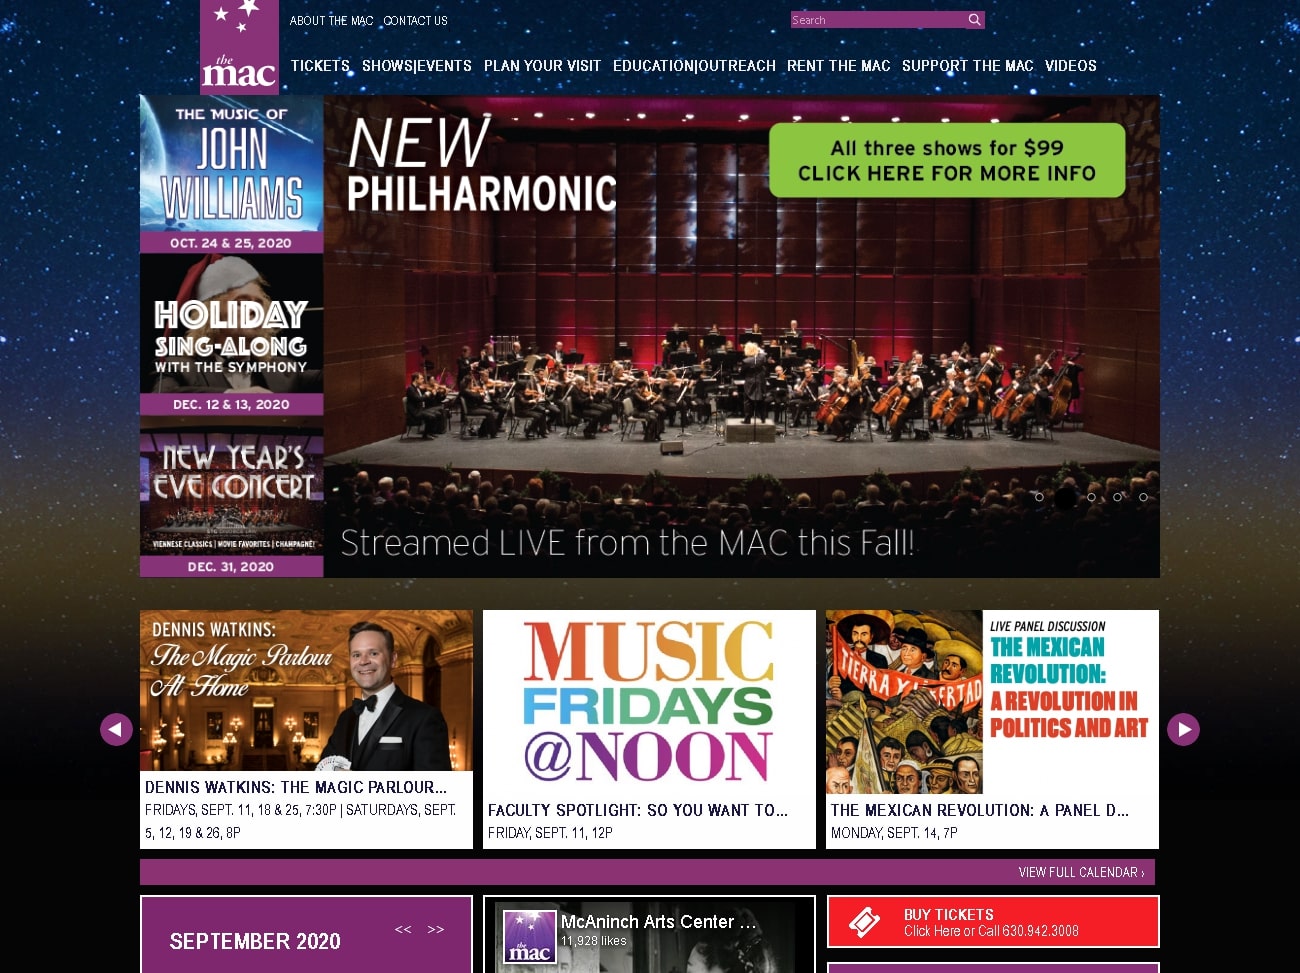 ABOUT THE MAC CONTACT US
Search
the
mac
TICKETS SHOWS|EVENTS PLAN YOUR VISIT EDUCATION|OUTREACH RENT THE MAC SUPPORT THE MAC VIDEOS
THE MUSIC OF
JOHN
WILLIAMS
OCT. 24 & 25, 2020
HOLIDAY
SING-ALONG
WITH THE SYMPHONY
DEC. 12 & 13, 2020
NEW YEAR'S
EVE CONCERT
VIENNESE CLASSICS | MOVIE FAVORITES | CHAMPAGNE!
DEC. 31, 2020
NEW
PHILHARMONIC
All three shows for $99
CLICK HERE FOR MORE INFO
Streamed LIVE from the MAC this Fall!
DENNIS WATKINS:
The Magic Parlour
At Home
DENNIS WATKINS: THE MAGIC PARLOUR...
FRIDAYS, SEPT. 11, 18 & 25, 7:30P | SATURDAYS, SEPT.
5, 12, 19 & 26, 8P
MUSIC
FRIDAYS
@NOON
FACULTY SPOTLIGHT: SO YOU WANT TO...
FRIDAY, SEPT. 11, 12P
TIERRA Y LIBERTAD
LIVE PANEL DISCUSSION
THE MEXICAN
REVOLUTION:
A REVOLUTION IN
POLITICS AND ART
THE MEXICAN REVOLUTION: A PANEL D...
MONDAY, SEPT. 14, 7P
VIEW FULL CALENDAR ›
SEPTEMBER 2020
<< >>
the
mac
McAninch Arts Center ...
11,928 likes
BUY TICKETS
Click Here or Call 630.942.3008